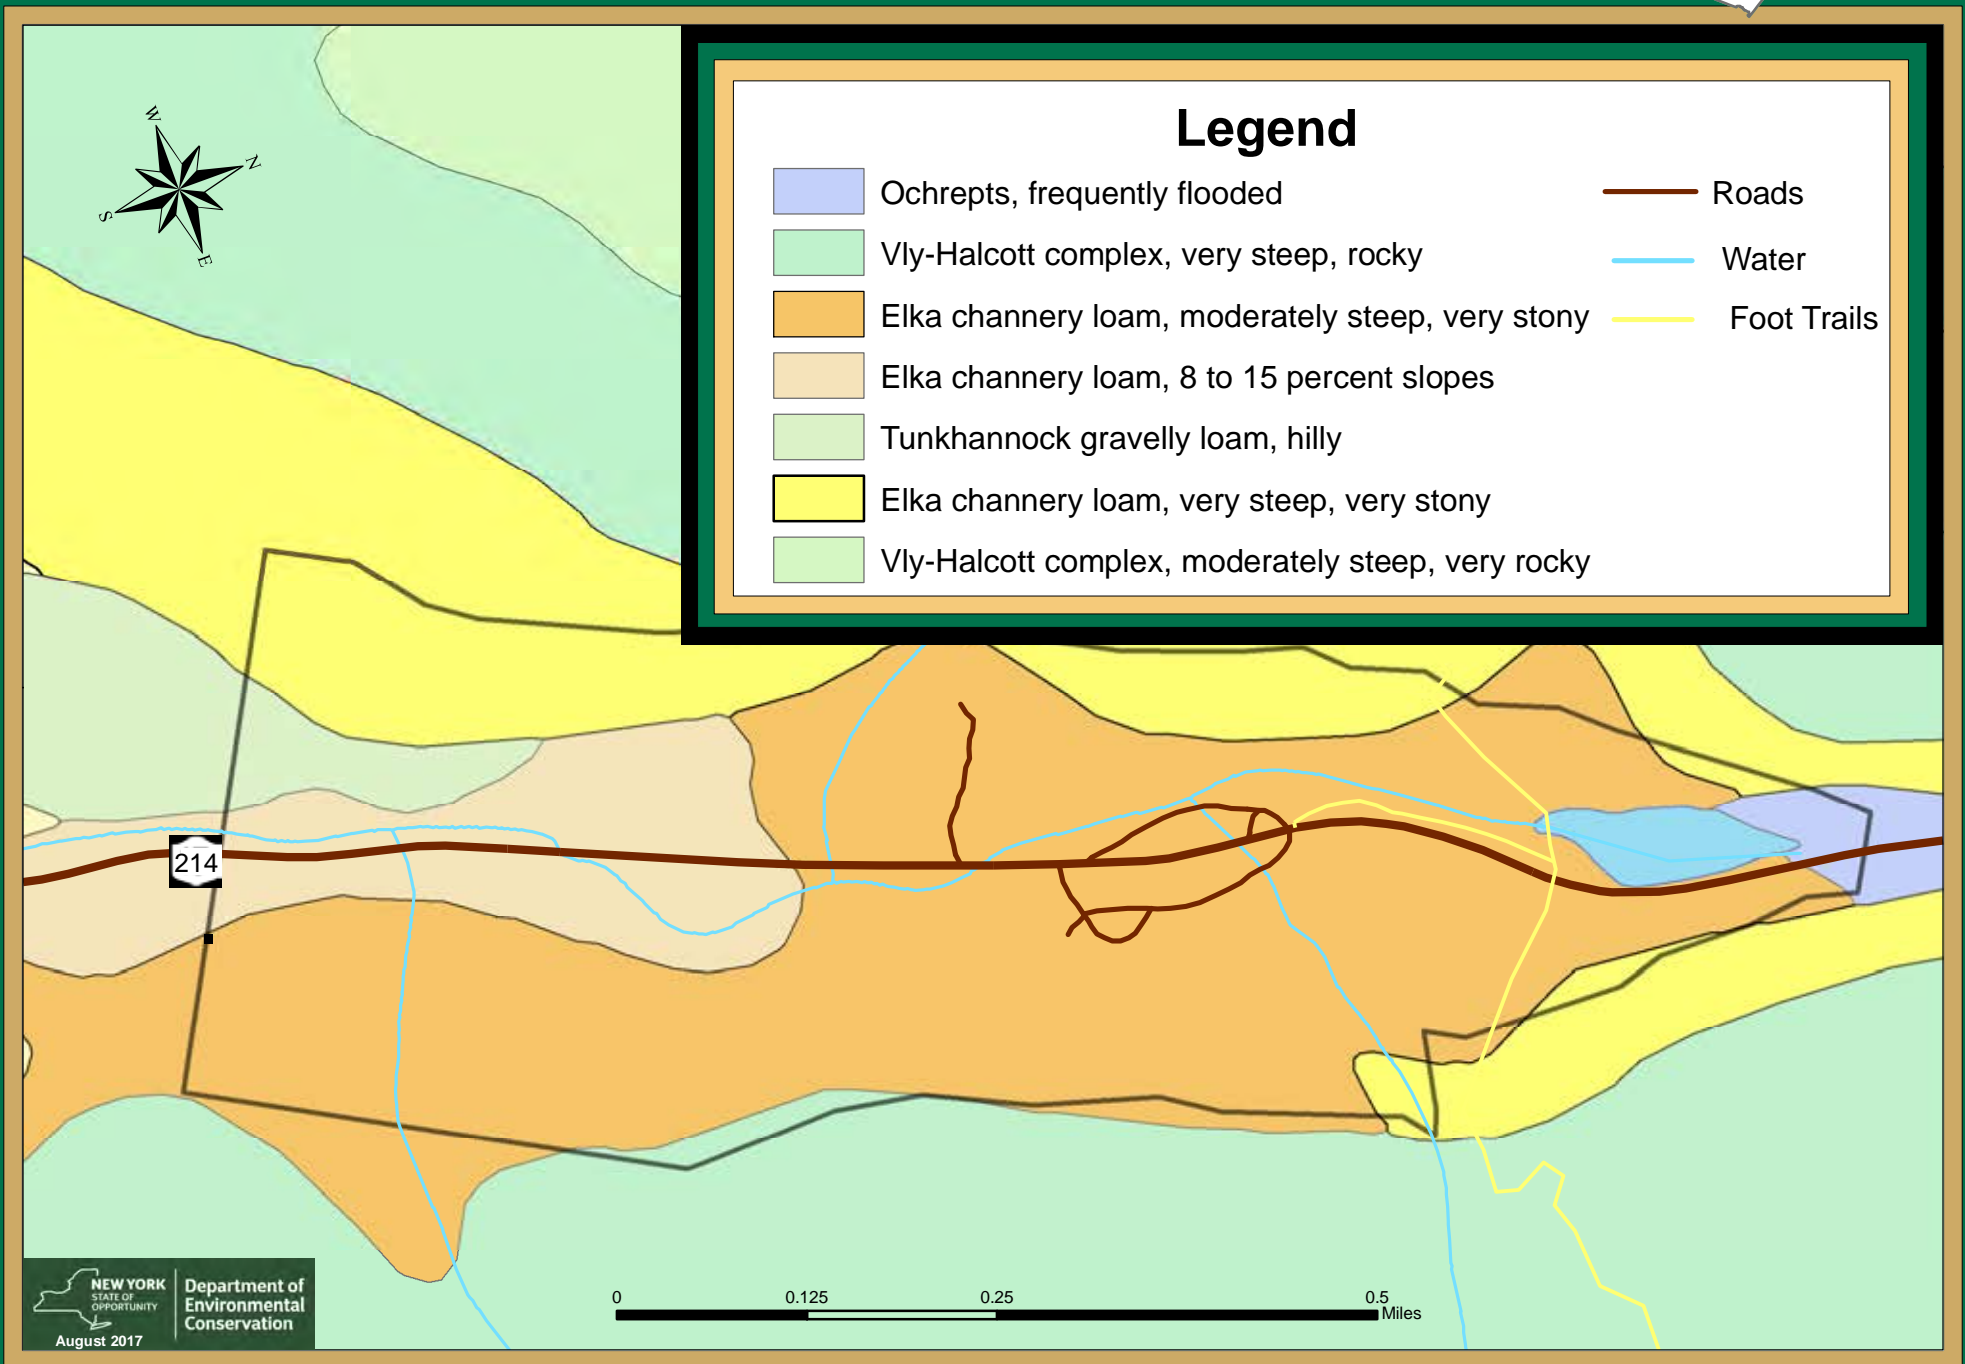 W
N
S
E
Legend
Ochrepts, frequently flooded
Vly-Halcott complex, very steep, rocky
Elka channery loam, moderately steep, very stony
Elka channery loam, 8 to 15 percent slopes
Tunkhannock gravelly loam, hilly
Elka channery loam, very steep, very stony
Vly-Halcott complex, moderately steep, very rocky
Roads
Water
Foot Trails
214
NEW YORK
STATE OF
OPPORTUNITY
Department of
Environmental
Conservation
August 2017
0 0.125 0.25 0.5
Miles